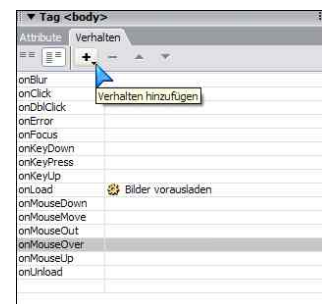 Tag <body>
Attribute Verhalten
Verhalten hinzufügen
onBlur
onClick
onDblClick
onError
onFocus
onKeyDown
onKeyPress
onKeyUp
onLoad Bilder vorausladen
onMouseDown
onMouseMove
onMouseOut
onMouseOver
onMouseUp
onUnload